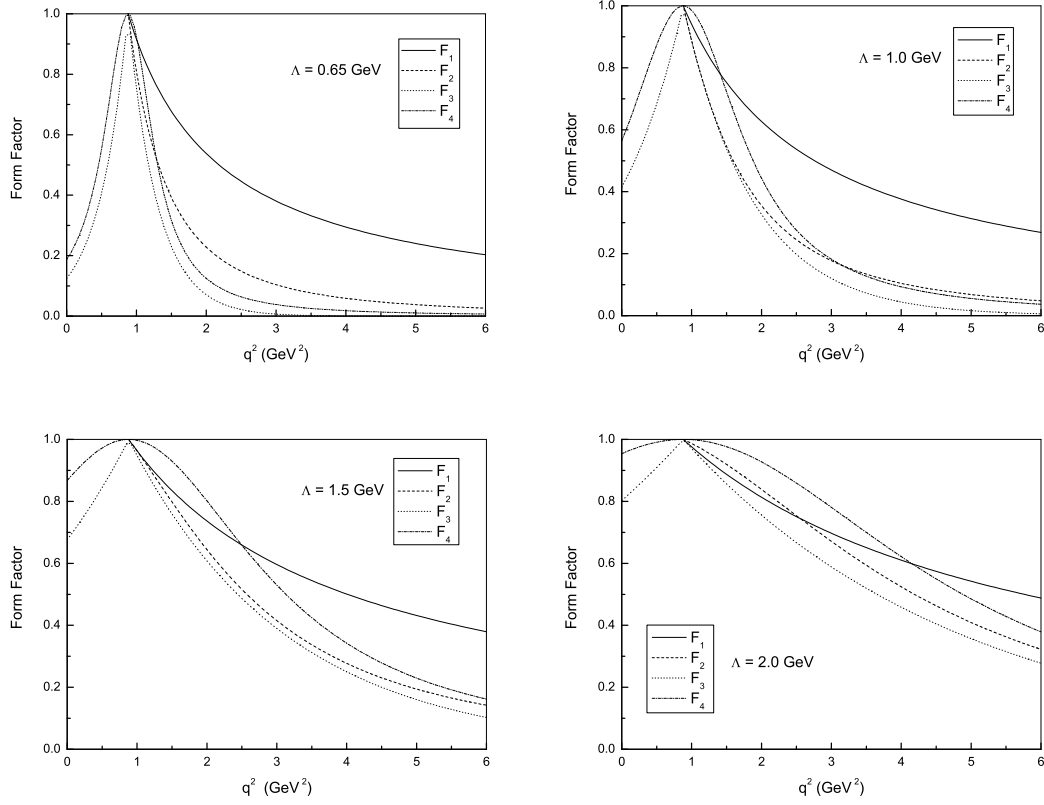 1.0
0.8
0.6
0.4
0.2
0.0
Form Factor
Λ = 0.65 GeV
F1
F2
F3
F4
0 1 2 3 4 5 6
q2 (GeV2)
1.0
0.8
0.6
0.4
0.2
0.0
Form Factor
Λ = 1.0 GeV
F1
F2
F3
F4
0 1 2 3 4 5 6
q2 (GeV2)
1.0
0.8
0.6
0.4
0.2
0.0
Form Factor
Λ = 1.5 GeV
F1
F2
F3
F4
0 1 2 3 4 5 6
q2 (GeV2)
1.0
0.8
0.6
0.4
0.2
0.0
Form Factor
F1
F2
F3
F4
Λ = 2.0 GeV
0 1 2 3 4 5 6
q2 (GeV2)